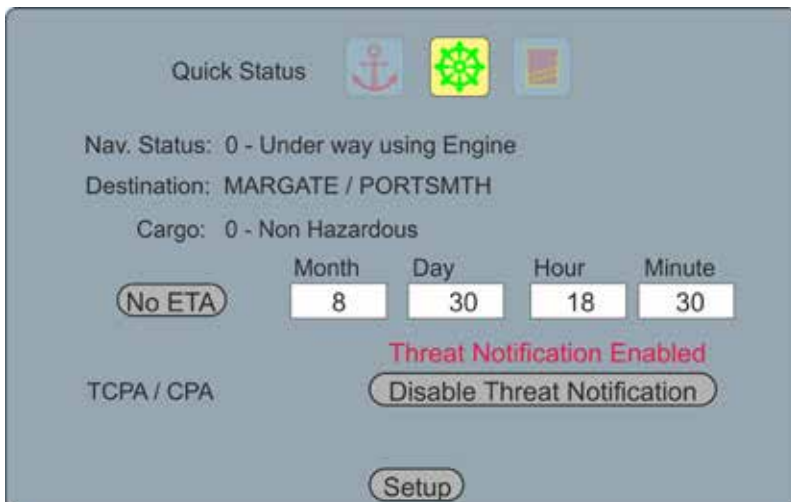 Quick Status
Nav. Status: 0 - Under way using Engine
Destination: MARGATE / PORTSMTH
Cargo: 0 - Non Hazardous
Month Day Hour Minute
No ETA 8 30 18 30
Threat Notification Enabled
TCPA / CPA Disable Threat Notification
Setup